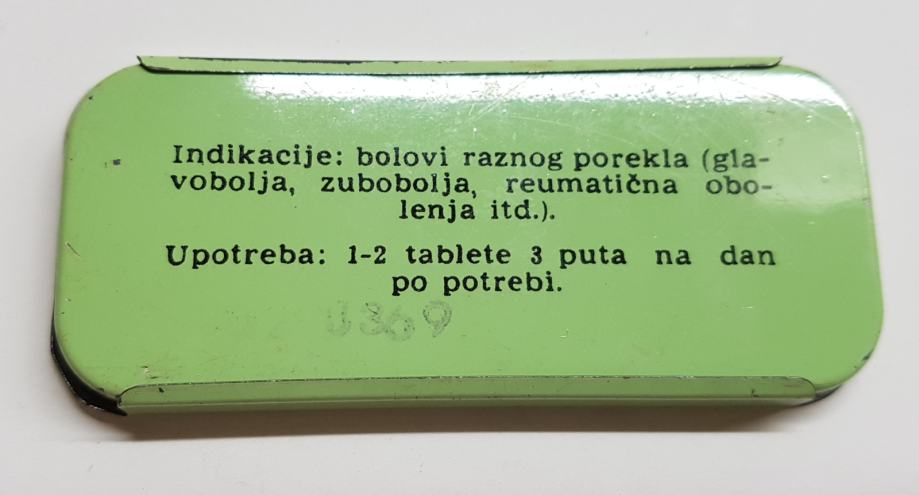 Indikacije: bolovi raznog porekla (gla-
vobolja, zubobolja, reumatična obo-
lenja itd.).
Upotreba: 1-2 tablete 3 puta na dan
po potrebi.